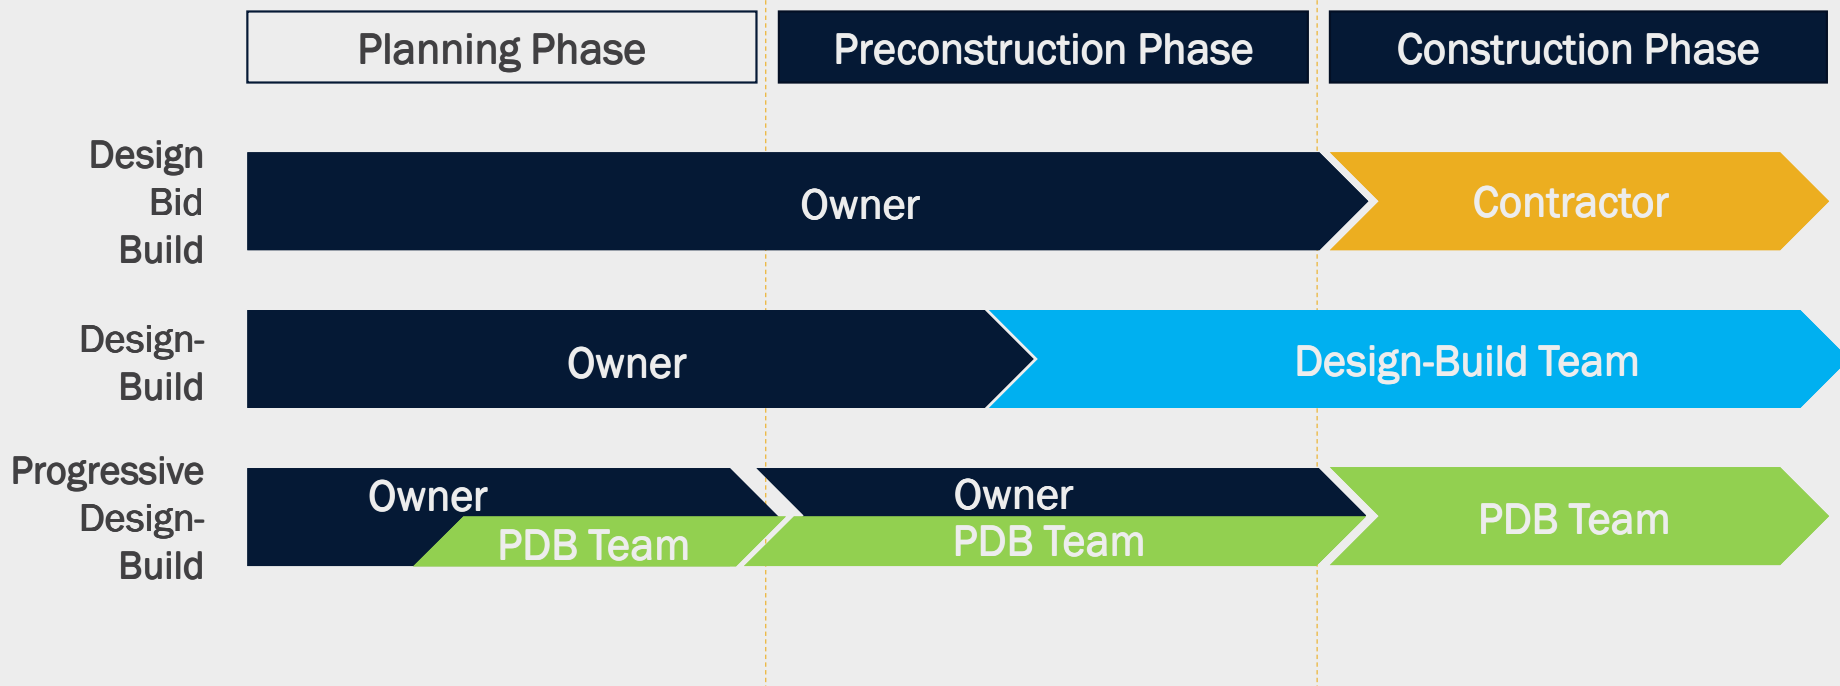 Planning Phase
Preconstruction Phase
Construction Phase
Design
Bid
Build
Owner
Contractor
Design-
Build
Owner
Design-Build Team
Progressive
Design-
Build
Owner
PDB Team
Owner
PDB Team
PDB Team